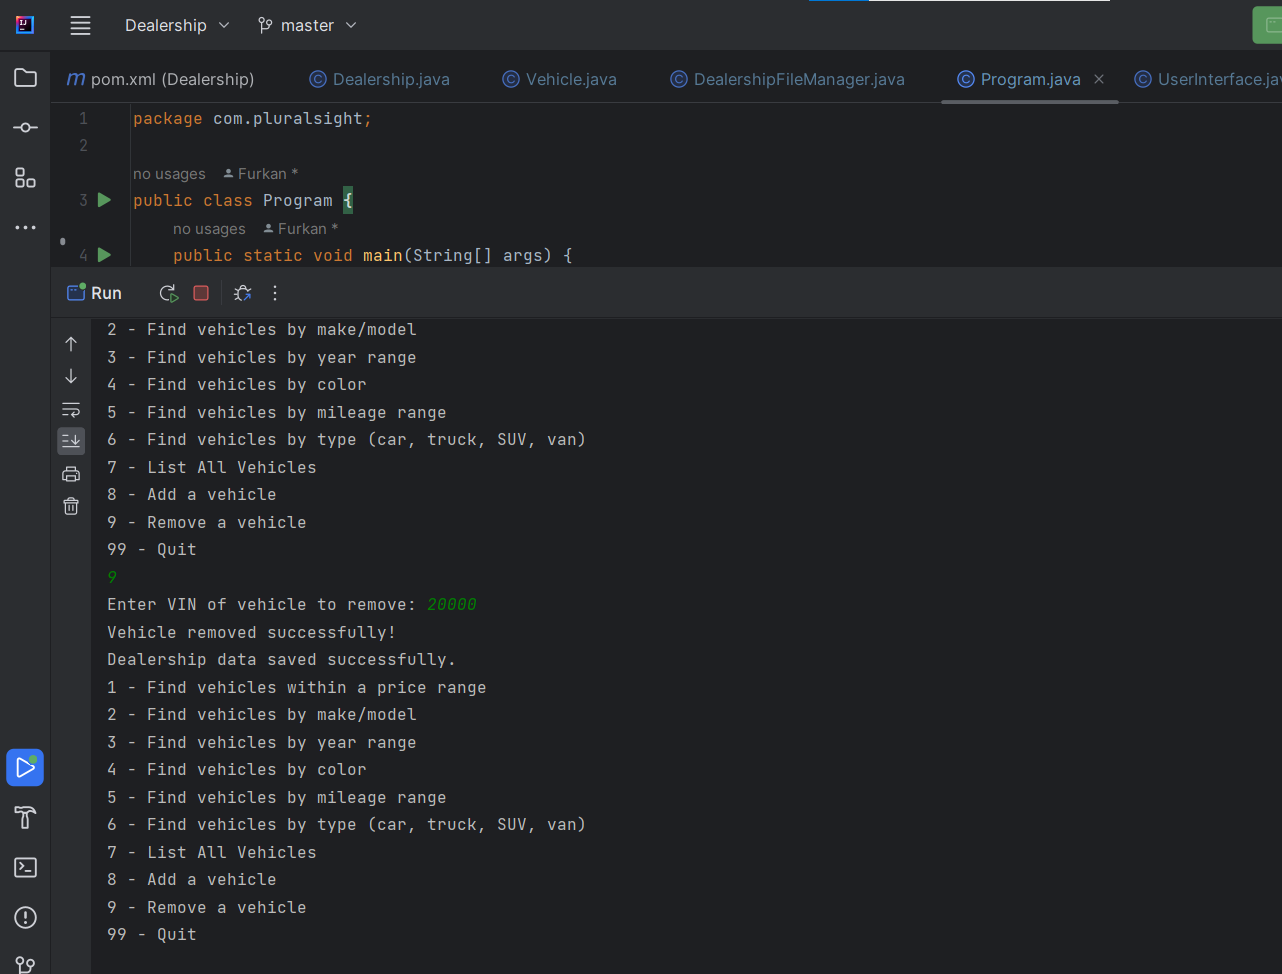 Dealership master
pom.xml (Dealership) Dealership.java Vehicle.java DealershipFileManager.java Program.java
1 package com.pluralsight;
2
no usages Furkan *
3 public class Program {
no usages Furkan *
4 public static void main(String[] args) {
Run
2 - Find vehicles by make/model
3 - Find vehicles by year range
4 - Find vehicles by color
5 - Find vehicles by mileage range
6 - Find vehicles by type (car, truck, SUV, van)
7 - List All Vehicles
8 - Add a vehicle
9 - Remove a vehicle
99 - Quit
9
Enter VIN of vehicle to remove: 20000
Vehicle removed successfully!
Dealership data saved successfully.
1 - Find vehicles within a price range
2 - Find vehicles by make/model
3 - Find vehicles by year range
4 - Find vehicles by color
5 - Find vehicles by mileage range
6 - Find vehicles by type (car, truck, SUV, van)
7 - List All Vehicles
8 - Add a vehicle
9 - Remove a vehicle
99 - Quit